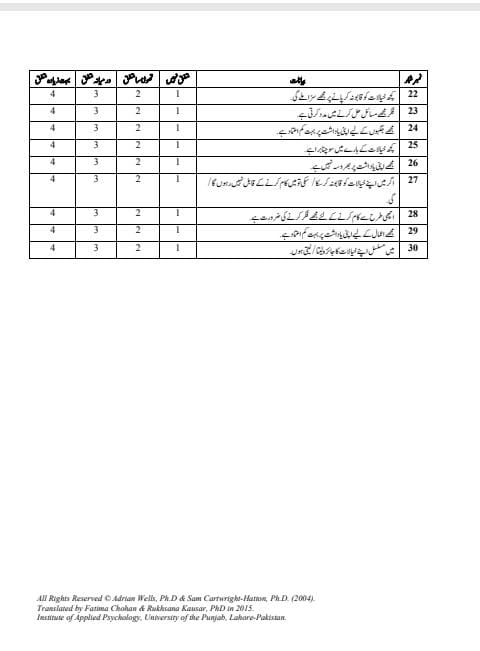 نمبر شمار بیانات متفق نہیں تھوڑا سا متفق درمیانہ متفق بہت زیادہ متفق
22 کچھ خیالات کو قابو نہ کر پانے پر مجھے سزا ملے گی۔ 1 2 3 4
23 فکر مجھے مسائل حل کرنے میں مدد کرتی ہے۔ 1 2 3 4
24 مجھے جگہوں کے لیے اپنی یاداشت پر بہت کم اعتماد ہے۔ 1 2 3 4
25 کچھ خیالات کے بارے میں سوچنا برا ہے۔ 1 2 3 4
26 مجھے اپنی یاداشت پر بھروسہ نہیں ہے۔ 1 2 3 4
27 اگر میں اپنے خیالات کو قابو نہ کر سکا/ سکی تو میں کام کرنے کے قابل نہیں رہوں گا/ 1 2 3 4
گی۔
28 اچھی طرح سے کام کرنے کے لئے مجھے فکر کرنے کی ضرورت ہے۔ 1 2 3 4
29 مجھے افعال کے لیے اپنی یاداشت پر بہت کم اعتماد ہے۔ 1 2 3 4
30 میں مسلسل اپنے خیالات کا جائزہ لیتا/ لیتی ہوں۔ 1 2 3 4
All Rights Reserved © Adrian Wells, Ph.D & Sam Cartwright-Hatton, Ph.D. (2004).
Translated by Fatima Chohan & Rukhsana Kausar, PhD in 2015.
Institute of Applied Psychology, University of the Punjab, Lahore-Pakistan.